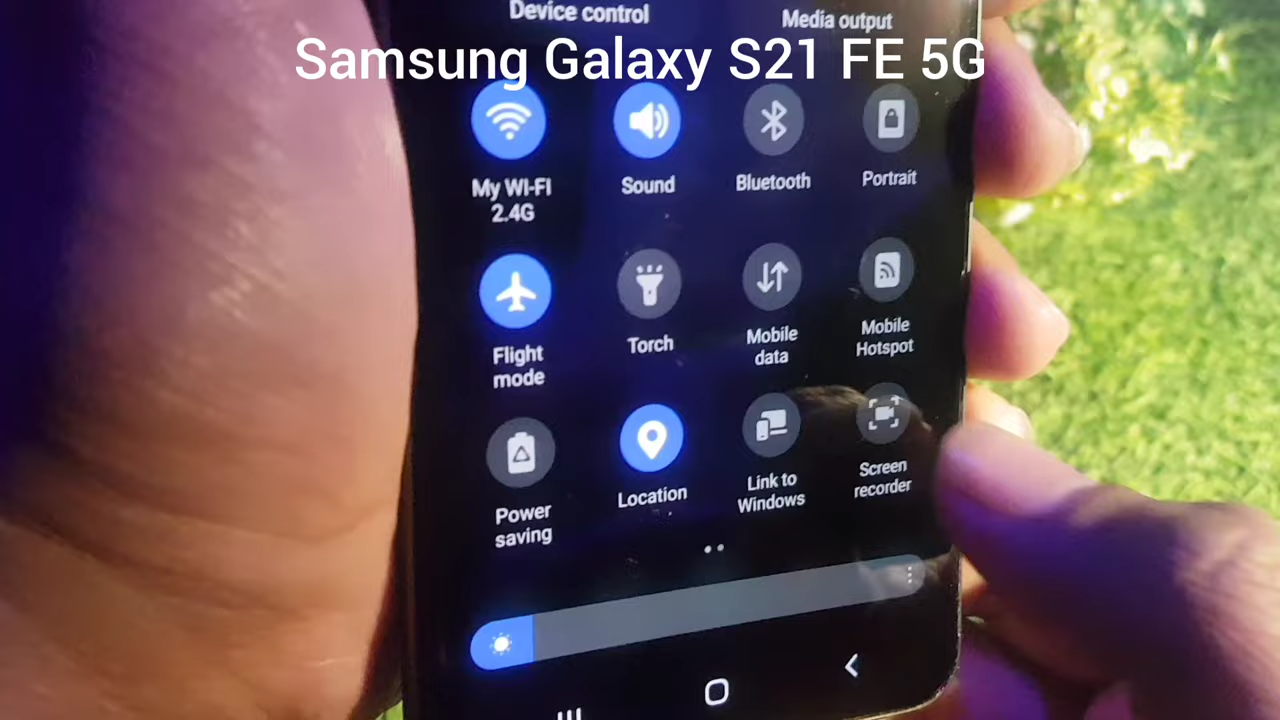 Device control
Media output
Samsung Galaxy S21 FE 5G
My WI-FI
2.4G
Sound
Bluetooth
Portrait
Flight
mode
Torch
Mobile
data
Mobile
Hotspot
Power
saving
Location
Link to
Windows
Screen
recorder